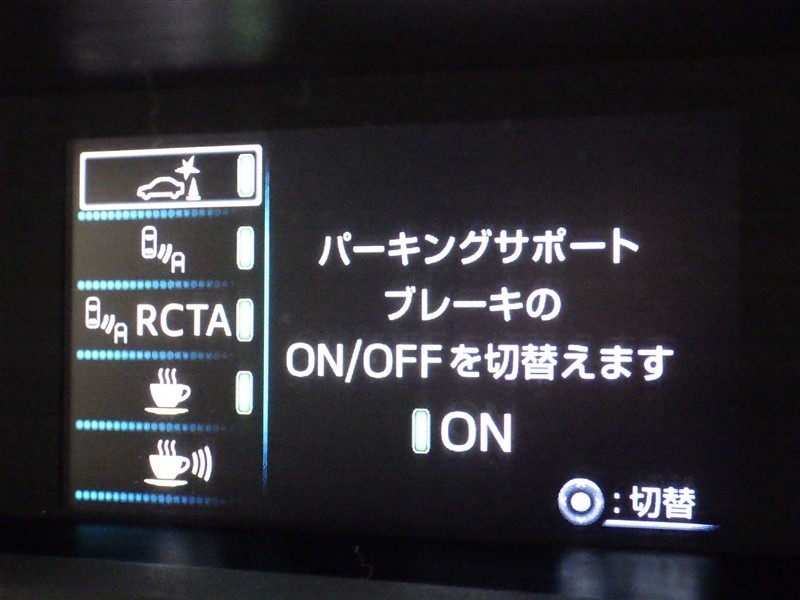 RCTA
パーキングサポート
ブレーキの
ON/OFFを切替えます
ON
:切替